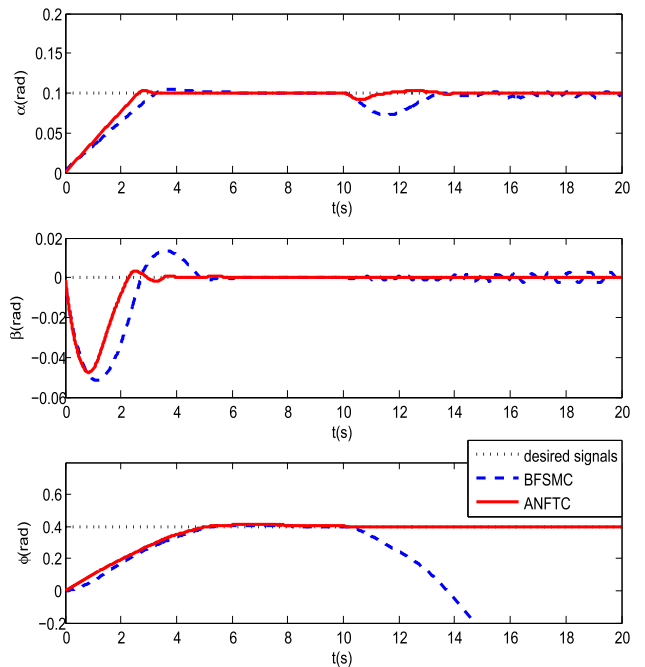 0.2
0.15
0.1
0.05
0
α(rad)
0 2 4 6 8 10 12 14 16 18 20
t(s)
0.02
0
−0.02
−0.04
−0.06
β(rad)
0 2 4 6 8 10 12 14 16 18 20
t(s)
desired signals
BFSMC
ANFTC
0.6
0.4
0.2
0
−0.2
ϕ(rad)
0 2 4 6 8 10 12 14 16 18 20
t(s)